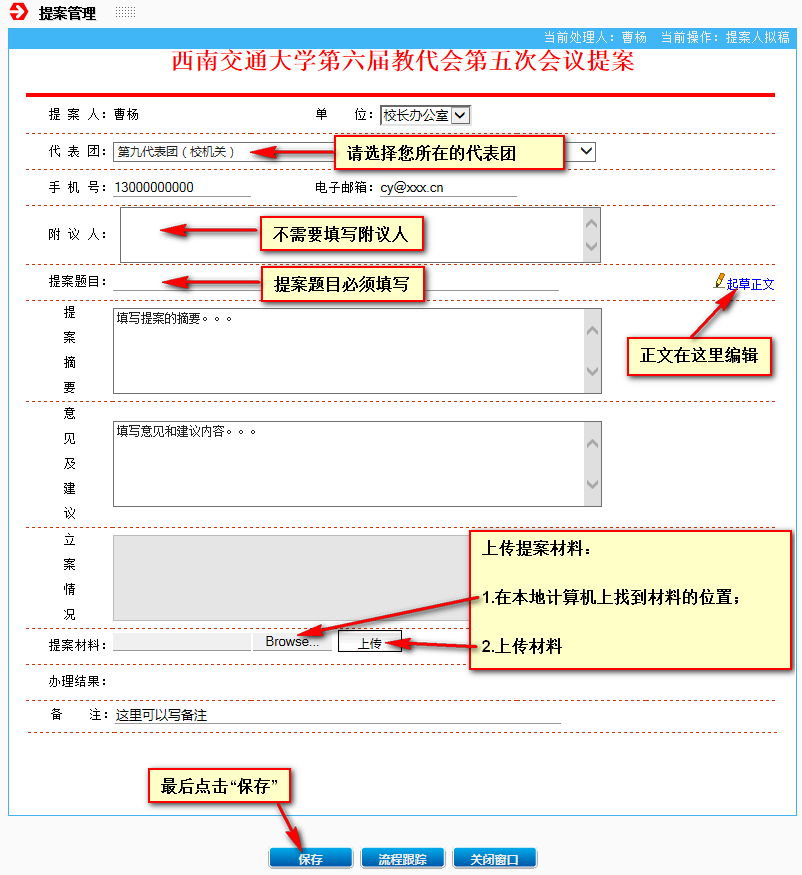 提案管理
当前处理人：曹杨 当前操作：提案人拟稿
西南交通大学第六届教代会第五次会议提案
提 案 人：曹杨 单 位：校长办公室
代 表 团：第九代表团（校机关） 请选择您所在的代表团
手 机 号：13000000000 电子邮箱：cy@xxx.cn
附 议 人： 不需要填写附议人
提案题目： 提案题目必须填写 起草正文
正文在这里编辑
提案摘要 填写提案的摘要。。。
意见及建议 填写意见和建议内容。。。
立案情况
上传提案材料：
1.在本地计算机上找到材料的位置；
2.上传材料
提案材料： Browse... 上传
办理结果：
备 注：这里可以写备注
最后点击“保存”
保存 流程跟踪 关闭窗口